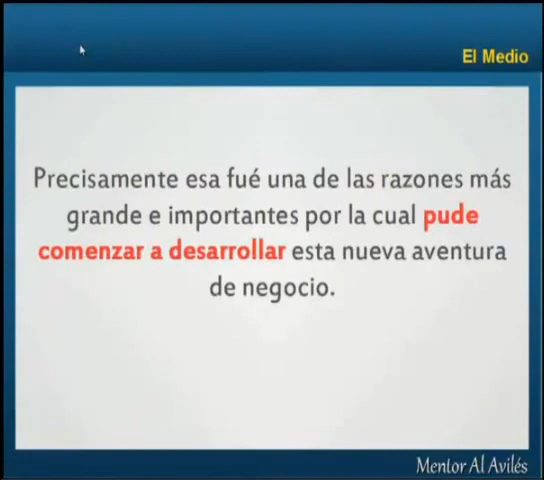 El Medio
Precisamente esa fué una de las razones más
grande e importantes por la cual pude
comenzar a desarrollar esta nueva aventura
de negocio.
Mentor Al Avilés